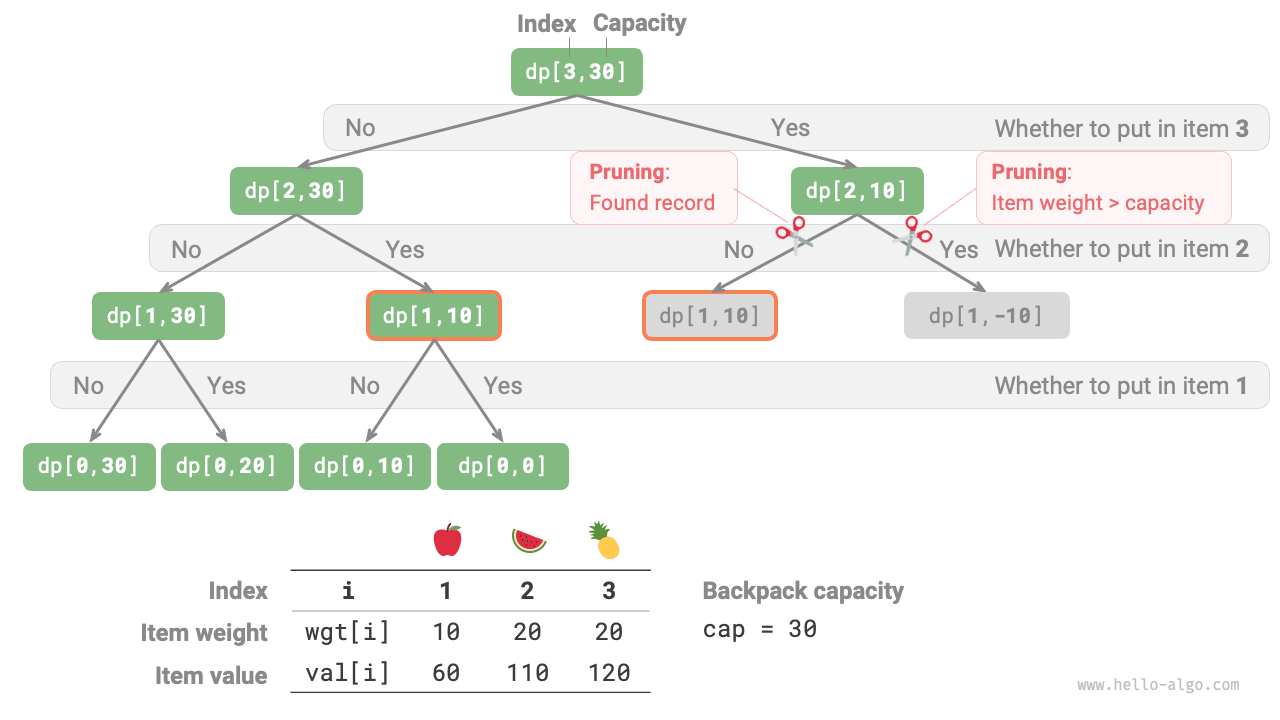 Index Capacity
dp[3,30]
No Yes Whether to put in item 3
Pruning:
Found record
Pruning:
Item weight > capacity
dp[2,30] dp[2,10]
No Yes No Yes Whether to put in item 2
dp[1,30] dp[1,10] dp[1,10] dp[1,-10]
No Yes No Yes Whether to put in item 1
dp[0,30] dp[0,20] dp[0,10] dp[0,0]
Index i 1 2 3
Item weight wgt[i] 10 20 20
Item value val[i] 60 110 120
Backpack capacity
cap = 30
www.hello-algo.com